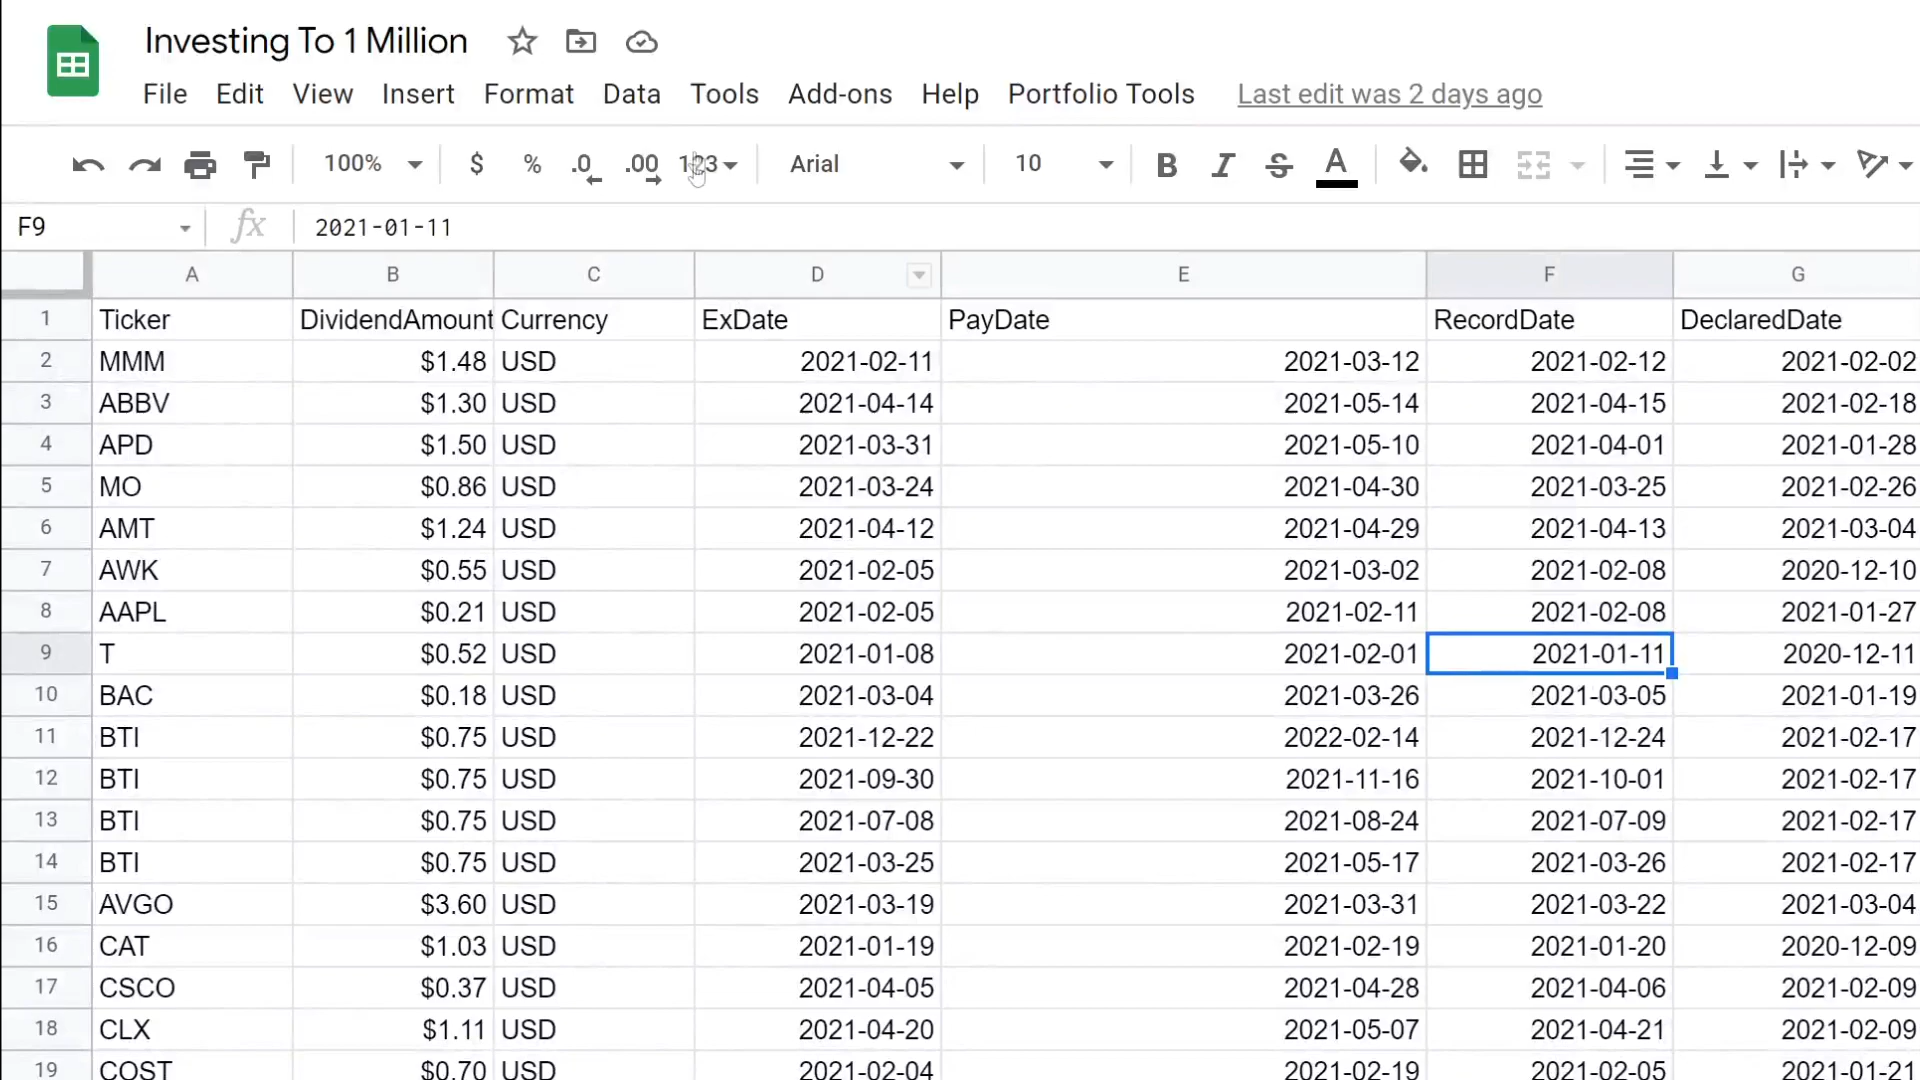 Investing To 1 Million
File Edit View Insert Format Data Tools Add-ons Help Portfolio Tools Last edit was 2 days ago
100% $ % .0 .00 123 Arial 10 B I S A
F9 fx 2021-01-11
A B C D E F G
1 Ticker DividendAmount Currency ExDate PayDate RecordDate DeclaredDate
2 MMM $1.48 USD 2021-02-11 2021-03-12 2021-02-12 2021-02-02
3 ABBV $1.30 USD 2021-04-14 2021-05-14 2021-04-15 2021-02-18
4 APD $1.50 USD 2021-03-31 2021-05-10 2021-04-01 2021-01-28
5 MO $0.86 USD 2021-03-24 2021-04-30 2021-03-25 2021-02-26
6 AMT $1.24 USD 2021-04-12 2021-04-29 2021-04-13 2021-03-04
7 AWK $0.55 USD 2021-02-05 2021-03-02 2021-02-08 2020-12-10
8 AAPL $0.21 USD 2021-02-05 2021-02-11 2021-02-08 2021-01-27
9 T $0.52 USD 2021-01-08 2021-02-01 2021-01-11 2020-12-11
10 BAC $0.18 USD 2021-03-04 2021-03-26 2021-03-05 2021-01-19
11 BTI $0.75 USD 2021-12-22 2022-02-14 2021-12-24 2021-02-17
12 BTI $0.75 USD 2021-09-30 2021-11-16 2021-10-01 2021-02-17
13 BTI $0.75 USD 2021-07-08 2021-08-24 2021-07-09 2021-02-17
14 BTI $0.75 USD 2021-03-25 2021-05-17 2021-03-26 2021-02-17
15 AVGO $3.60 USD 2021-03-19 2021-03-31 2021-03-22 2021-03-04
16 CAT $1.03 USD 2021-01-19 2021-02-19 2021-01-20 2020-12-09
17 CSCO $0.37 USD 2021-04-05 2021-04-28 2021-04-06 2021-02-09
18 CLX $1.11 USD 2021-04-20 2021-05-07 2021-04-21 2021-02-09
19 COST $0.70 USD 2021-02-04 2021-02-19 2021-02-05 2021-01-21